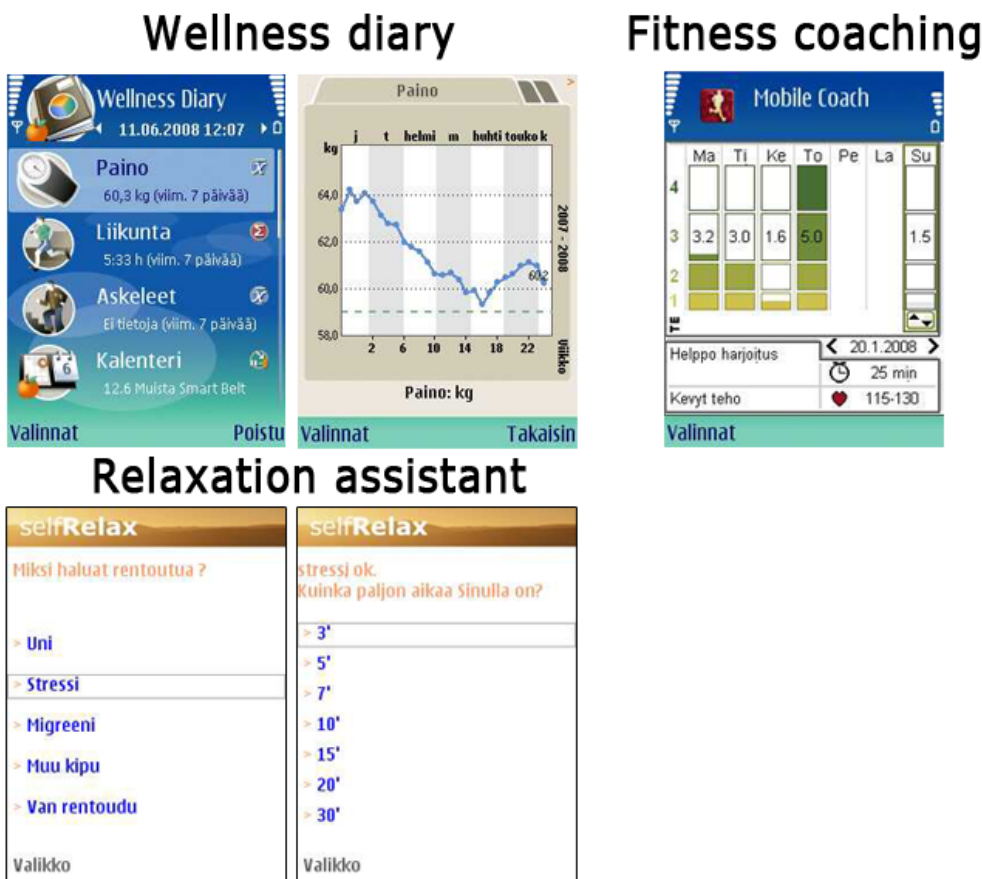 Wellness diary
Fitness coaching
Wellness Diary
11.06.2008 12:07
Paino
60,3 kg (viim. 7 päivää)
Liikunta
5:33 h (viim. 7 päivää)
Askeleet
Ei tietoja (viim. 7 päivää)
Kalenteri
12.6 Muista Smart Belt
Valinnat Poistu
Paino
j t helmi m huhti touko k
kg
64,0
62,0
60,0
58,0
60,2
2007 - 2008
Viikko
2 6 10 14 18 22
Paino: kg
Valinnat Takaisin
Mobile Coach
Ma Ti Ke To Pe La Su
4
3 3.2 3.0 1.6 5.0 1.5
2
1
TE
Helppo harjoitus < 20.1.2008 >
25 min
Kevyt teho 115-130
Valinnat
Relaxation assistant
selfRelax
Miksi haluat rentoutua ?
> Uni
> Stressi
> Migreeni
> Muu kipu
> Van rentoudu
Valikko
selfRelax
stressi ok.
Kuinka paljon aikaa Sinulla on?
> 3'
> 5'
> 7'
> 10'
> 15'
> 20'
> 30'
Valikko